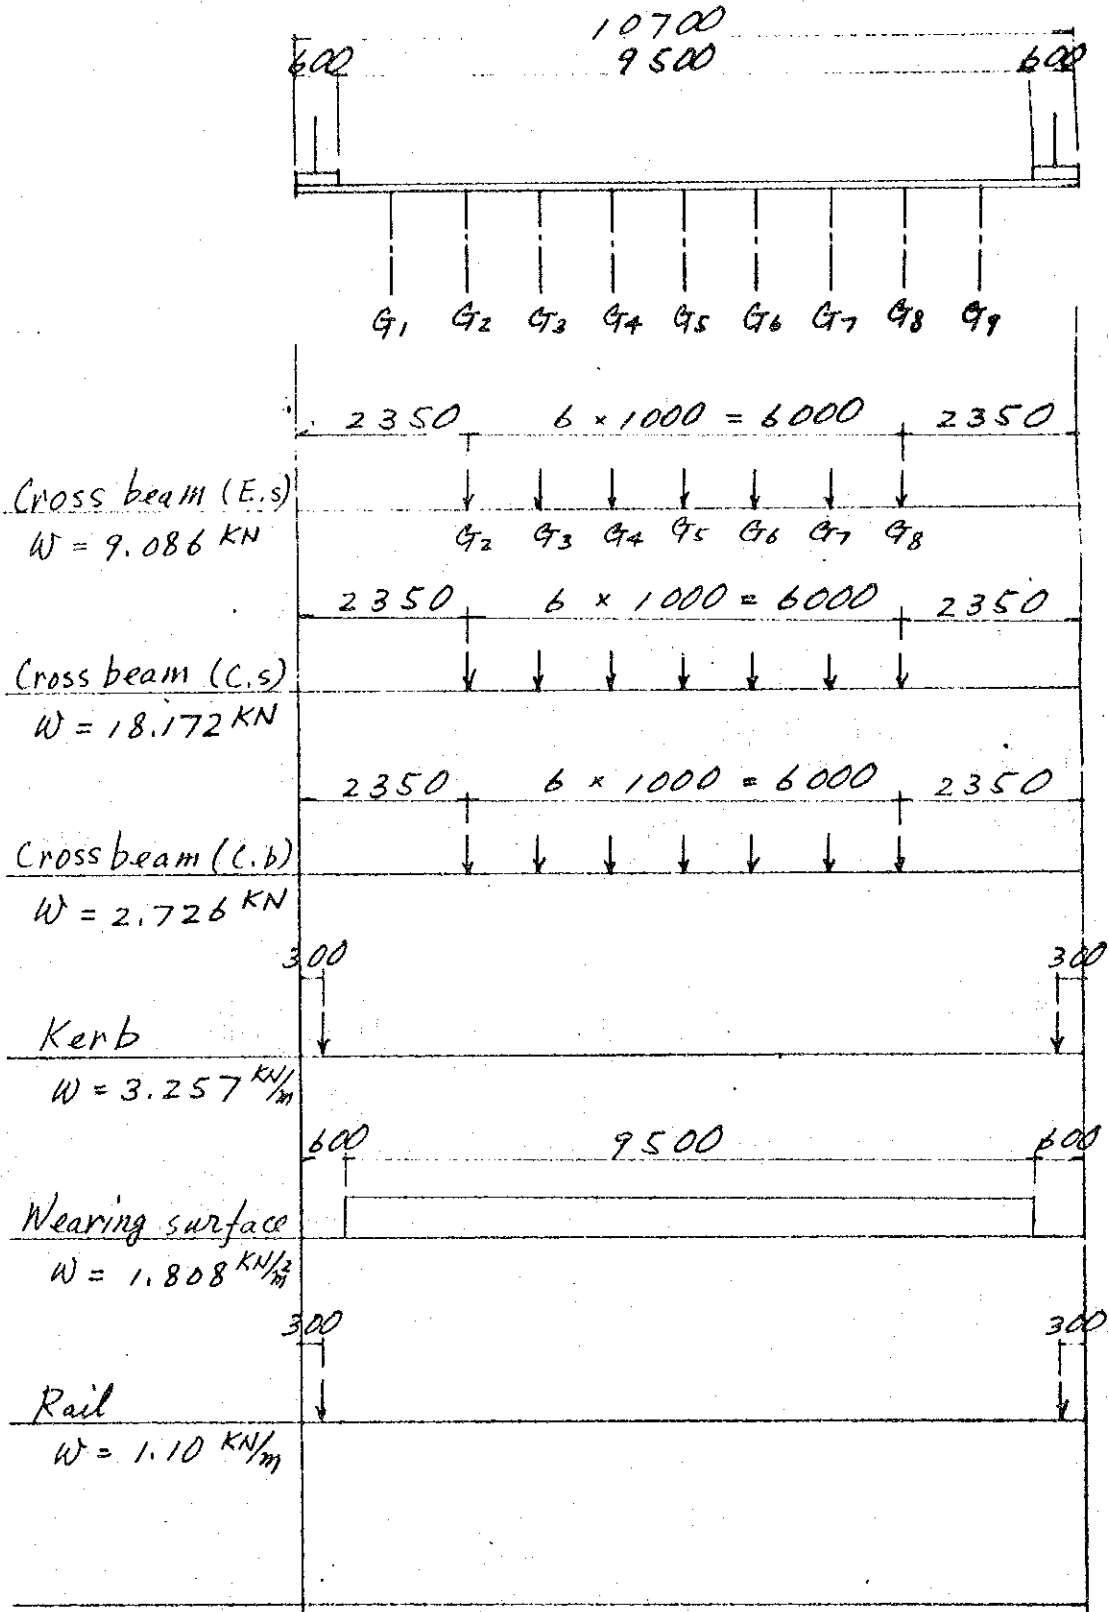 10700
600 9500 600
G1 G2 G3 G4 G5 G6 G7 G8 G9
2350 6 × 1000 = 6000 2350
Cross beam (E.s)
W = 9.086 KN
G2 G3 G4 G5 G6 G7 G8
2350 6 × 1000 = 6000 2350
Cross beam (C.s)
W = 18.172 KN
2350 6 × 1000 = 6000 2350
Cross beam (C.b)
W = 2.726 KN
300 300
Kerb
W = 3.257 KN/m
600 9500 600
Wearing surface
W = 1.808 KN/m2
300 300
Rail
W = 1.10 KN/m